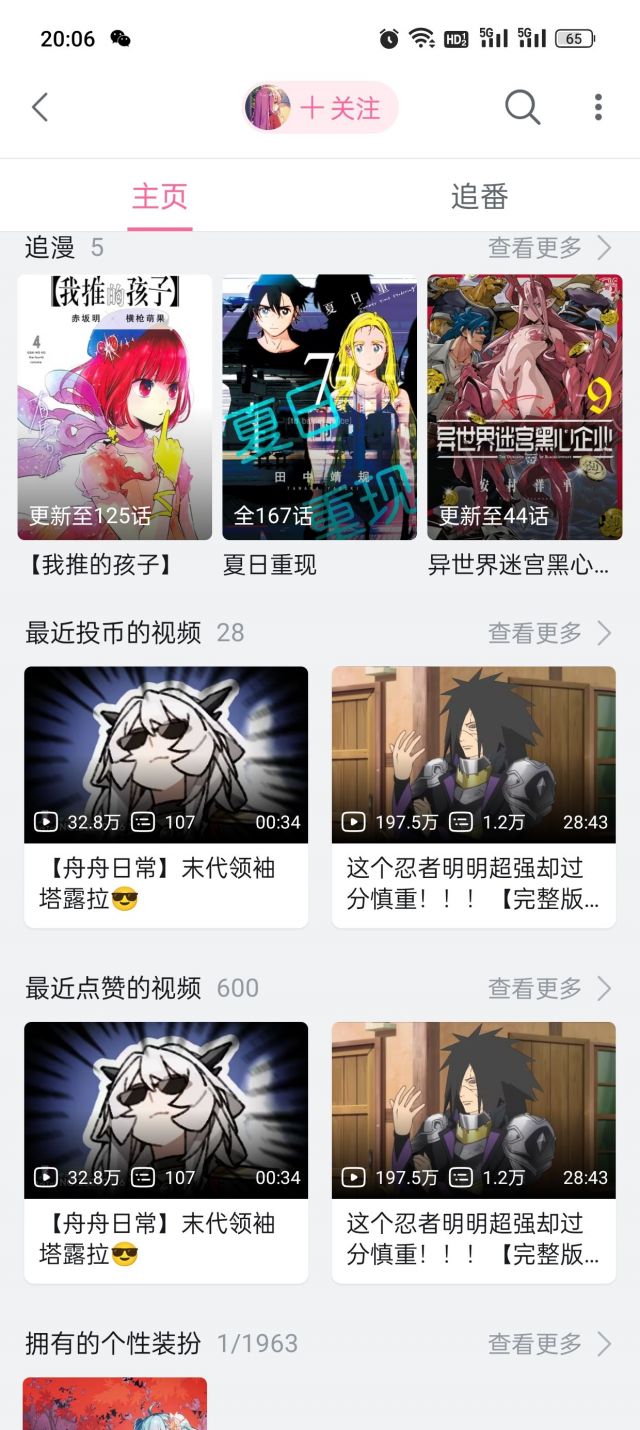 20:06
HD 1 2 5G 5G 65
十 关注
主页 追番
追漫 5 查看更多
【我推的孩子】
赤坂明 横枪萌果
4
夏日重
7
夏日
重现
田中靖规
9
异世界迷宫黑心企业
安村洋平
更新至125话 全167话 更新至44话
【我推的孩子】 夏日重现 异世界迷宫黑心...
最近投币的视频 28 查看更多
32.8万 107 00:34 197.5万 1.2万 28:43
【舟舟日常】末代领袖
塔露拉😎
这个忍者明明超强却过
分慎重！！！【完整版...
最近点赞的视频 600 查看更多
32.8万 107 00:34 197.5万 1.2万 28:43
【舟舟日常】末代领袖
塔露拉😎
这个忍者明明超强却过
分慎重！！！【完整版...
拥有的个性装扮 1/1963 查看更多